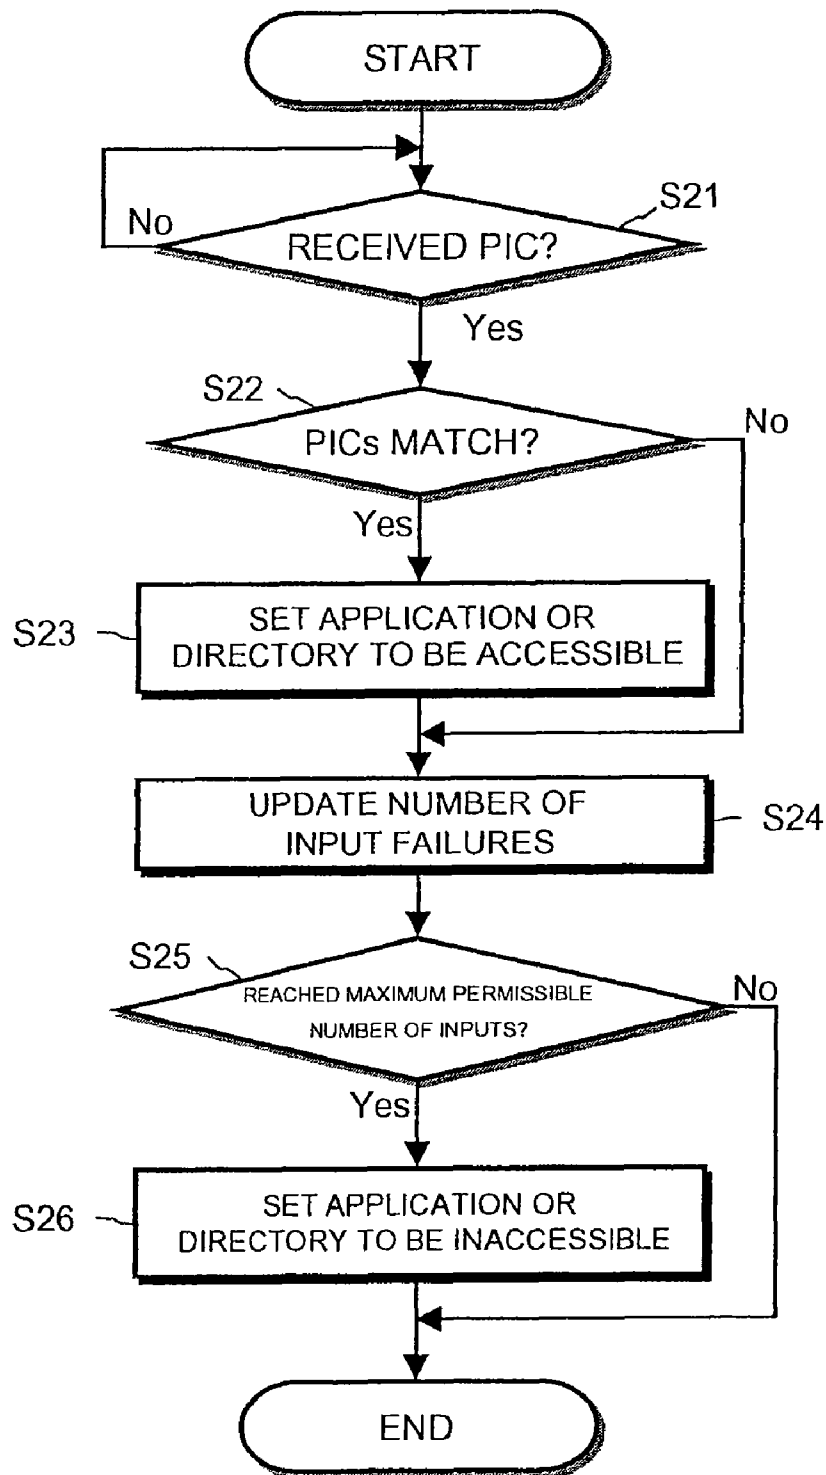 START
S21
No
RECEIVED PIC?
Yes
S22
No
PICs MATCH?
Yes
S23
SET APPLICATION OR
DIRECTORY TO BE ACCESSIBLE
UPDATE NUMBER OF
INPUT FAILURES
S24
S25
REACHED MAXIMUM PERMISSIBLE
NUMBER OF INPUTS?
No
Yes
S26
SET APPLICATION OR
DIRECTORY TO BE INACCESSIBLE
END